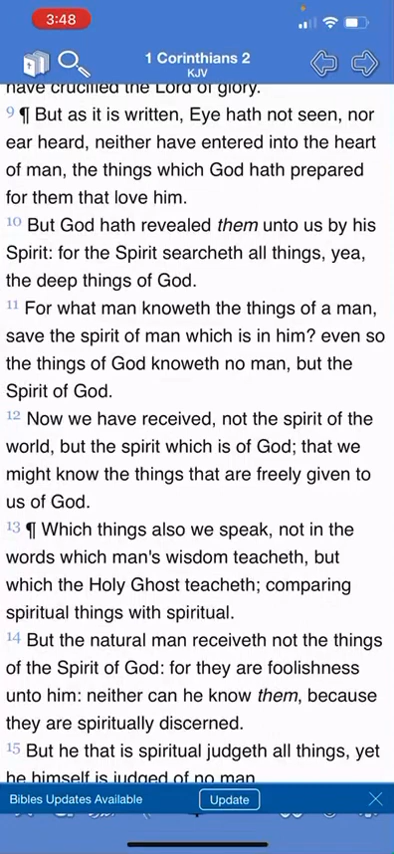 3:48
1 Corinthians 2
KJV
have crucified the Lord of glory.
9 ¶ But as it is written, Eye hath not seen, nor
ear heard, neither have entered into the heart
of man, the things which God hath prepared
for them that love him.
10 But God hath revealed them unto us by his
Spirit: for the Spirit searcheth all things, yea,
the deep things of God.
11 For what man knoweth the things of a man,
save the spirit of man which is in him? even so
the things of God knoweth no man, but the
Spirit of God.
12 Now we have received, not the spirit of the
world, but the spirit which is of God; that we
might know the things that are freely given to
us of God.
13 ¶ Which things also we speak, not in the
words which man's wisdom teacheth, but
which the Holy Ghost teacheth; comparing
spiritual things with spiritual.
14 But the natural man receiveth not the things
of the Spirit of God: for they are foolishness
unto him: neither can he know them, because
they are spiritually discerned.
15 But he that is spiritual judgeth all things, yet
he himself is judged of no man
Bibles Updates Available
Update